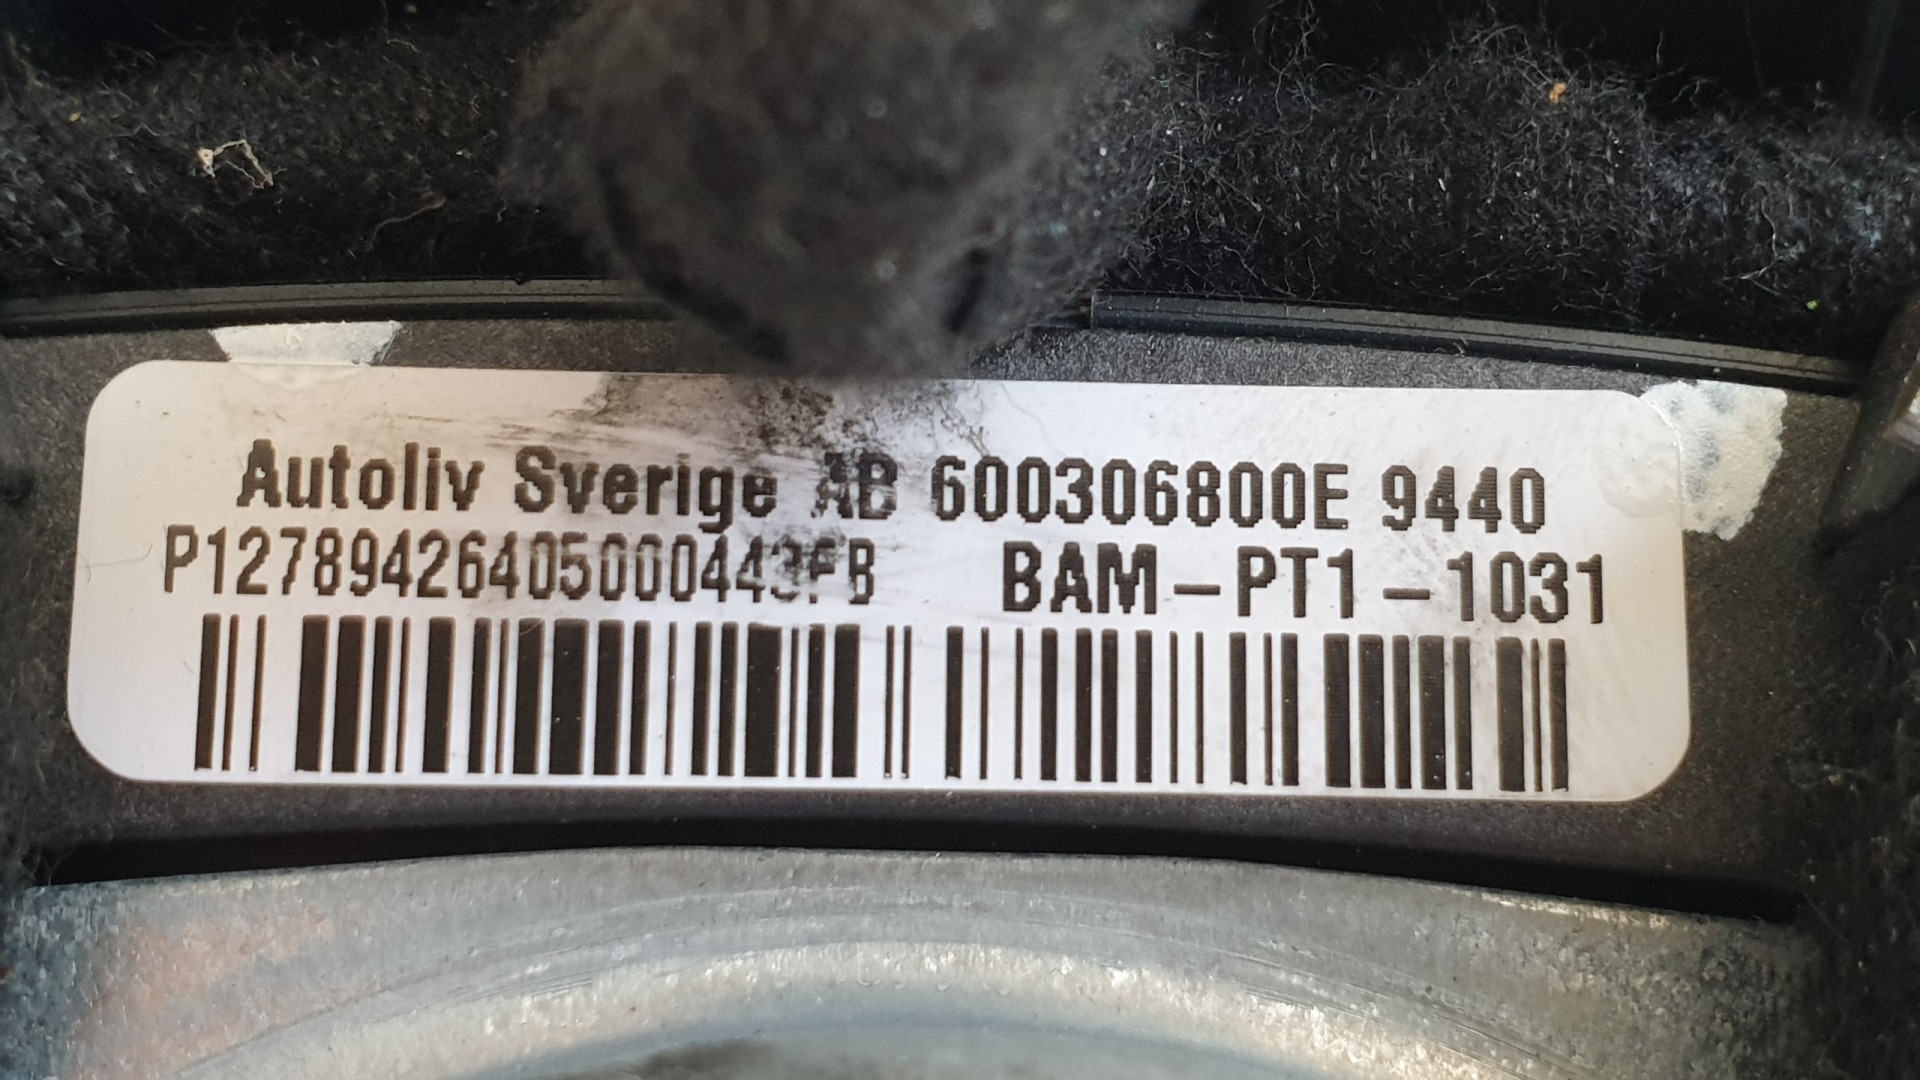 Autoliv Sverige AB 600306800E 9440
BAM-PT1-1031